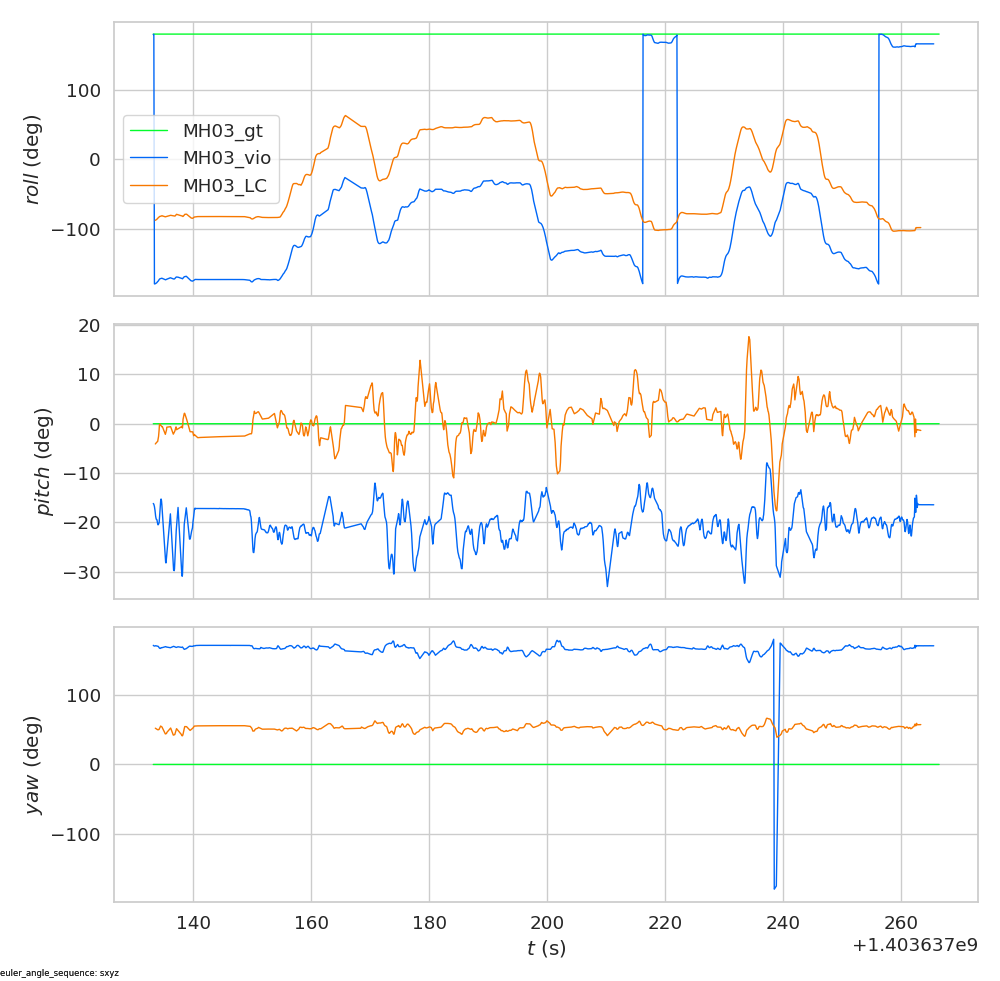 roll (deg)
100
0
−100
MH03_gt
MH03_vio
MH03_LC
pitch (deg)
20
10
0
−10
−20
−30
yaw (deg)
100
0
−100
140 160 180 200 220 240 260
t (s)
+1.403637e9
euler_angle_sequence: sxyz